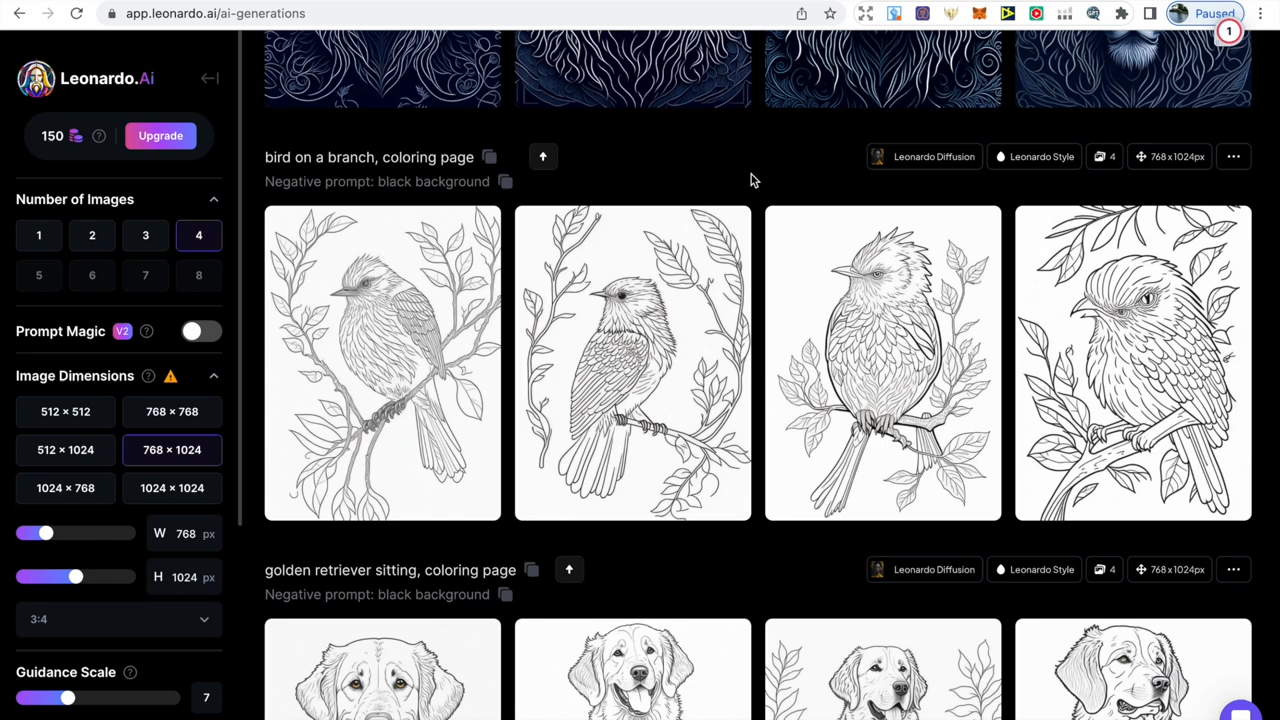 app.leonardo.ai/ai-generations
Paused
1
Leonardo.Ai
150
Upgrade
Number of Images
1 2 3 4
5 6 7 8
Prompt Magic V2
Image Dimensions
512 × 512 768 × 768
512 × 1024 768 × 1024
1024 × 768 1024 × 1024
W 768 px
H 1024 px
3:4
Guidance Scale
7
bird on a branch, coloring page
Leonardo Diffusion Leonardo Style 4 768x1024px
Negative prompt: black background
golden retriever sitting, coloring page
Leonardo Diffusion Leonardo Style 4 768x1024px
Negative prompt: black background